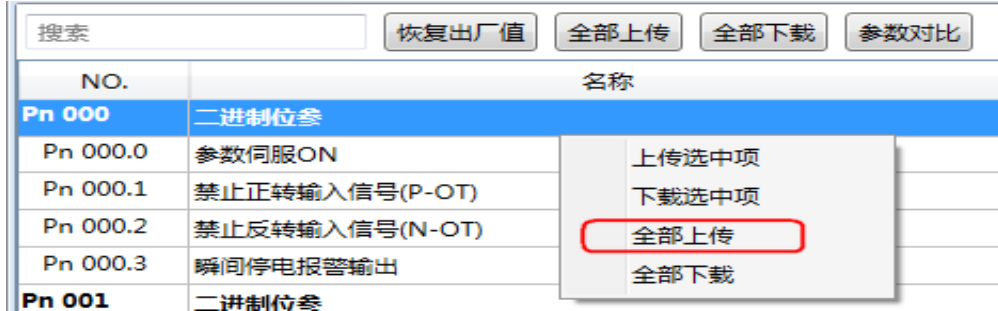 搜索 恢复出厂值 全部上传 全部下载 参数对比
NO. 名称
Pn 000 二进制位参
Pn 000.0 参数伺服ON
Pn 000.1 禁止正转输入信号(P-OT)
Pn 000.2 禁止反转输入信号(N-OT)
Pn 000.3 瞬间停电报警输出
Pn 001 二进制位参
上传选中项
下载选中项
全部上传
全部下载